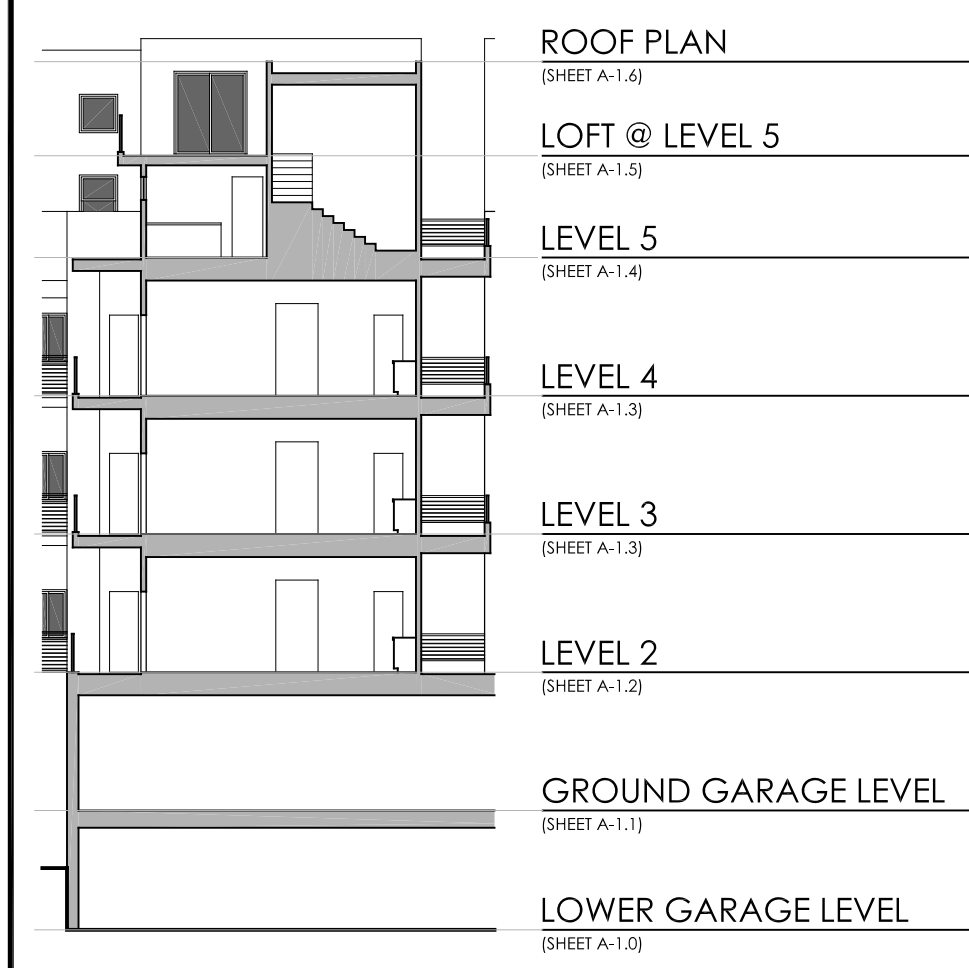 ROOF PLAN
(SHEET A-1.6)
LOFT @ LEVEL 5
(SHEET A-1.5)
LEVEL 5
(SHEET A-1.4)
LEVEL 4
(SHEET A-1.3)
LEVEL 3
(SHEET A-1.3)
LEVEL 2
(SHEET A-1.2)
GROUND GARAGE LEVEL
(SHEET A-1.1)
LOWER GARAGE LEVEL
(SHEET A-1.0)